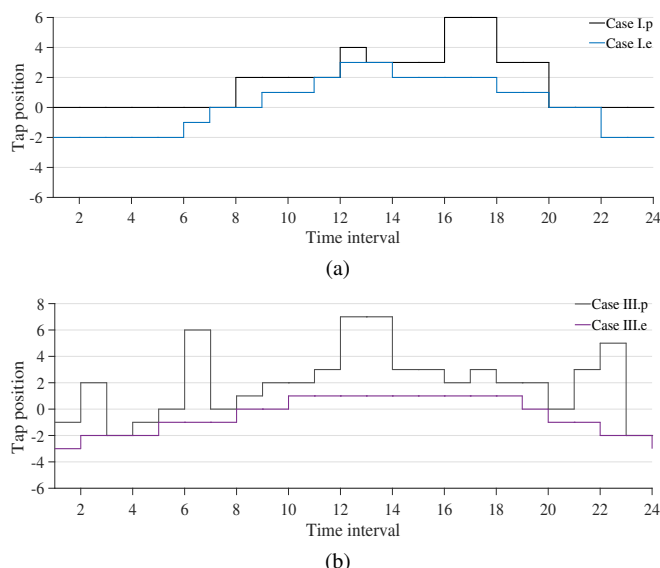 6
4
2
0
-2
-4
-6
Tap position
Case I.p
Case I.e
2 4 6 8 10 12 14 16 18 20 22 24
Time interval
(a)
8
6
4
2
0
-2
-4
-6
Tap position
Case III.p
Case III.e
2 4 6 8 10 12 14 16 18 20 22 24
Time interval
(b)